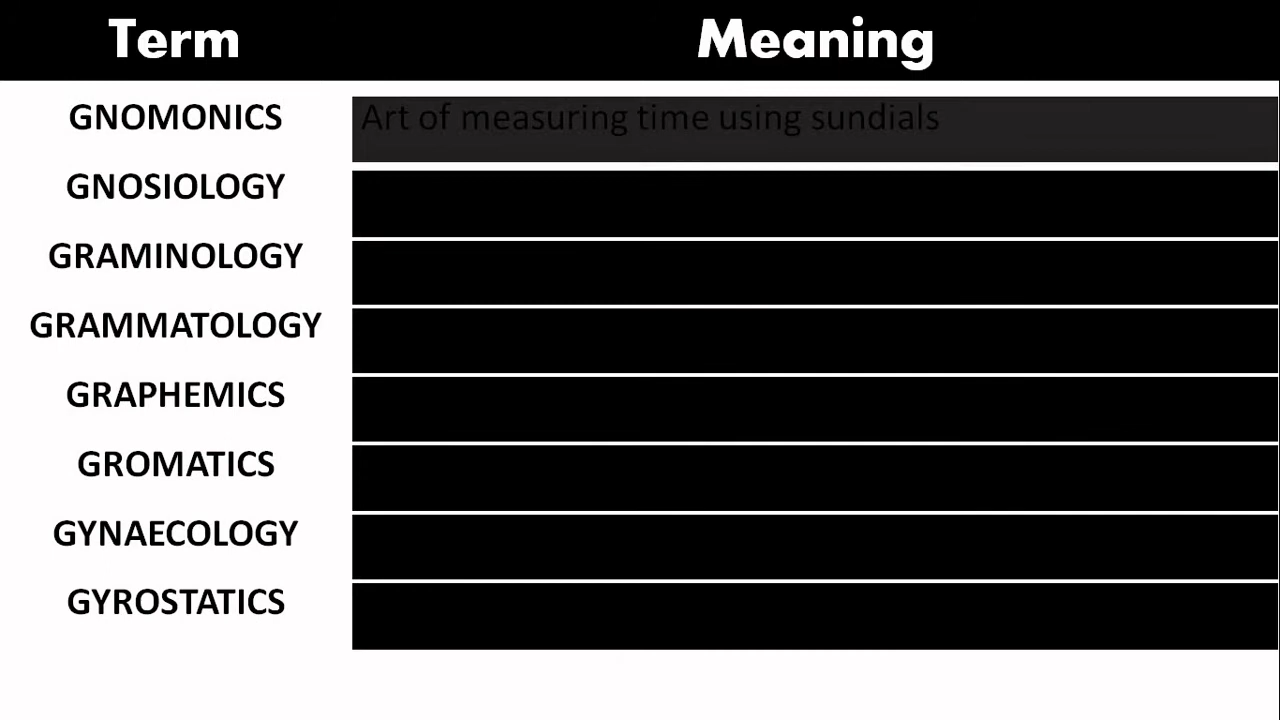 Term Meaning
GNOMONICS Art of measuring time using sundials
GNOSIOLOGY
GRAMINOLOGY
GRAMMATOLOGY
GRAPHEMICS
GROMATICS
GYNAECOLOGY
GYROSTATICS